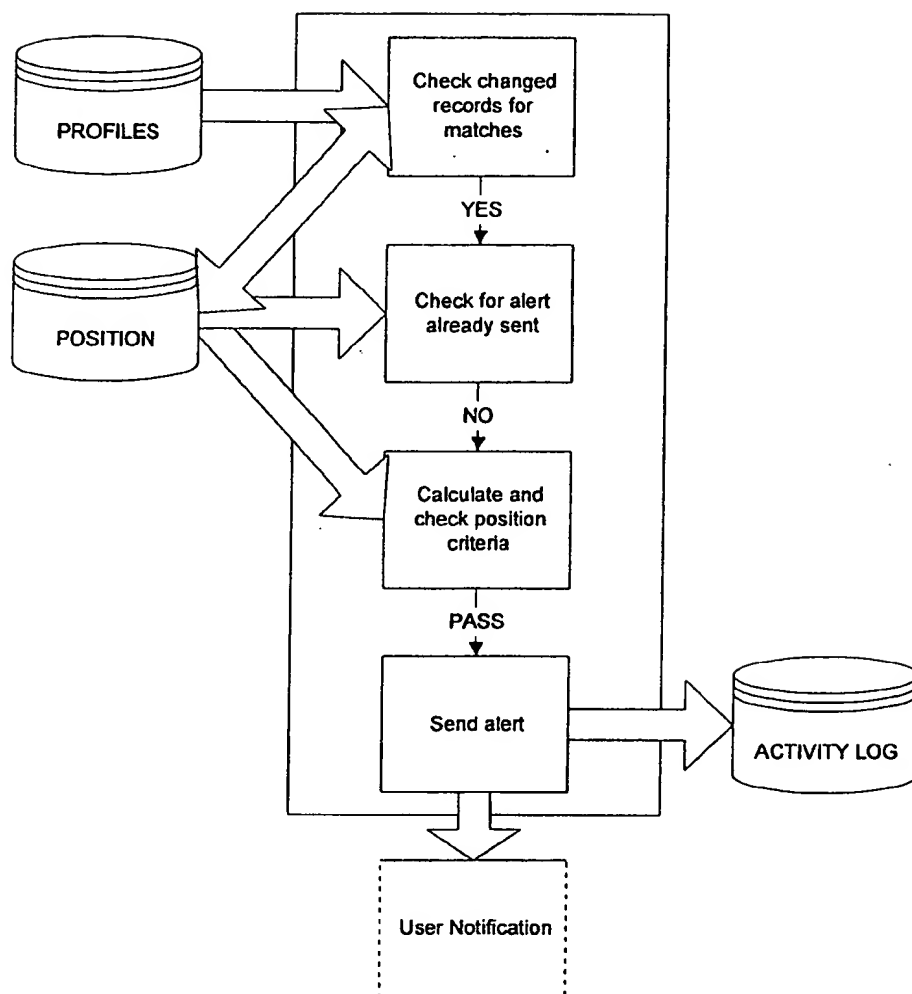 Check changed
records for
matches
PROFILES
YES
Check for alert
already sent
POSITION
NO
Calculate and
check position
criteria
PASS
Send alert
ACTIVITY LOG
User Notification